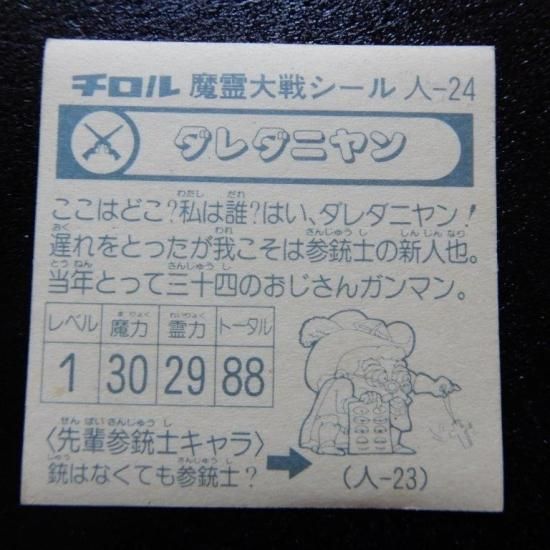 チロル 魔霊大戦シール 人-24
ダレダニヤン
ここはどこ?私は誰?はい、ダレダニヤン!
遅れをとったが我こそは参銃士の新人也。
当年とって三十四のおじさんガンマン。
レベル 魔力 霊力 トータル
1 30 29 88
〈先輩参銃士キャラ〉
銃はなくても参銃士?
(人-23)